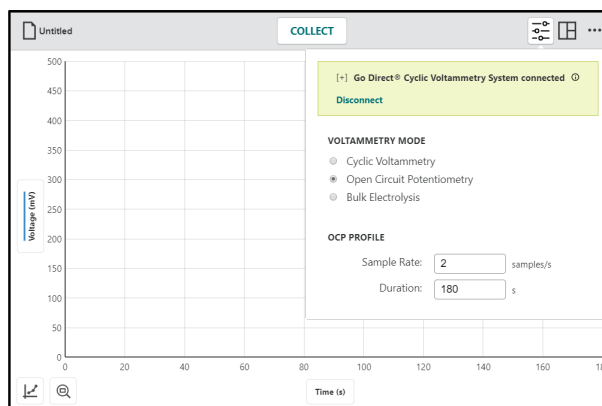 Untitled
COLLECT
[+] Go Direct® Cyclic Voltammetry System connected
Disconnect
VOLTAMMETRY MODE
Cyclic Voltammetry
Open Circuit Potentiometry
Bulk Electrolysis
OCP PROFILE
Sample Rate: 2 samples/s
Duration: 180 s
Voltage (mV)
500
450
400
350
300
250
200
150
100
50
0
0 20 40 60 80 100 120 140 160
Time (s)